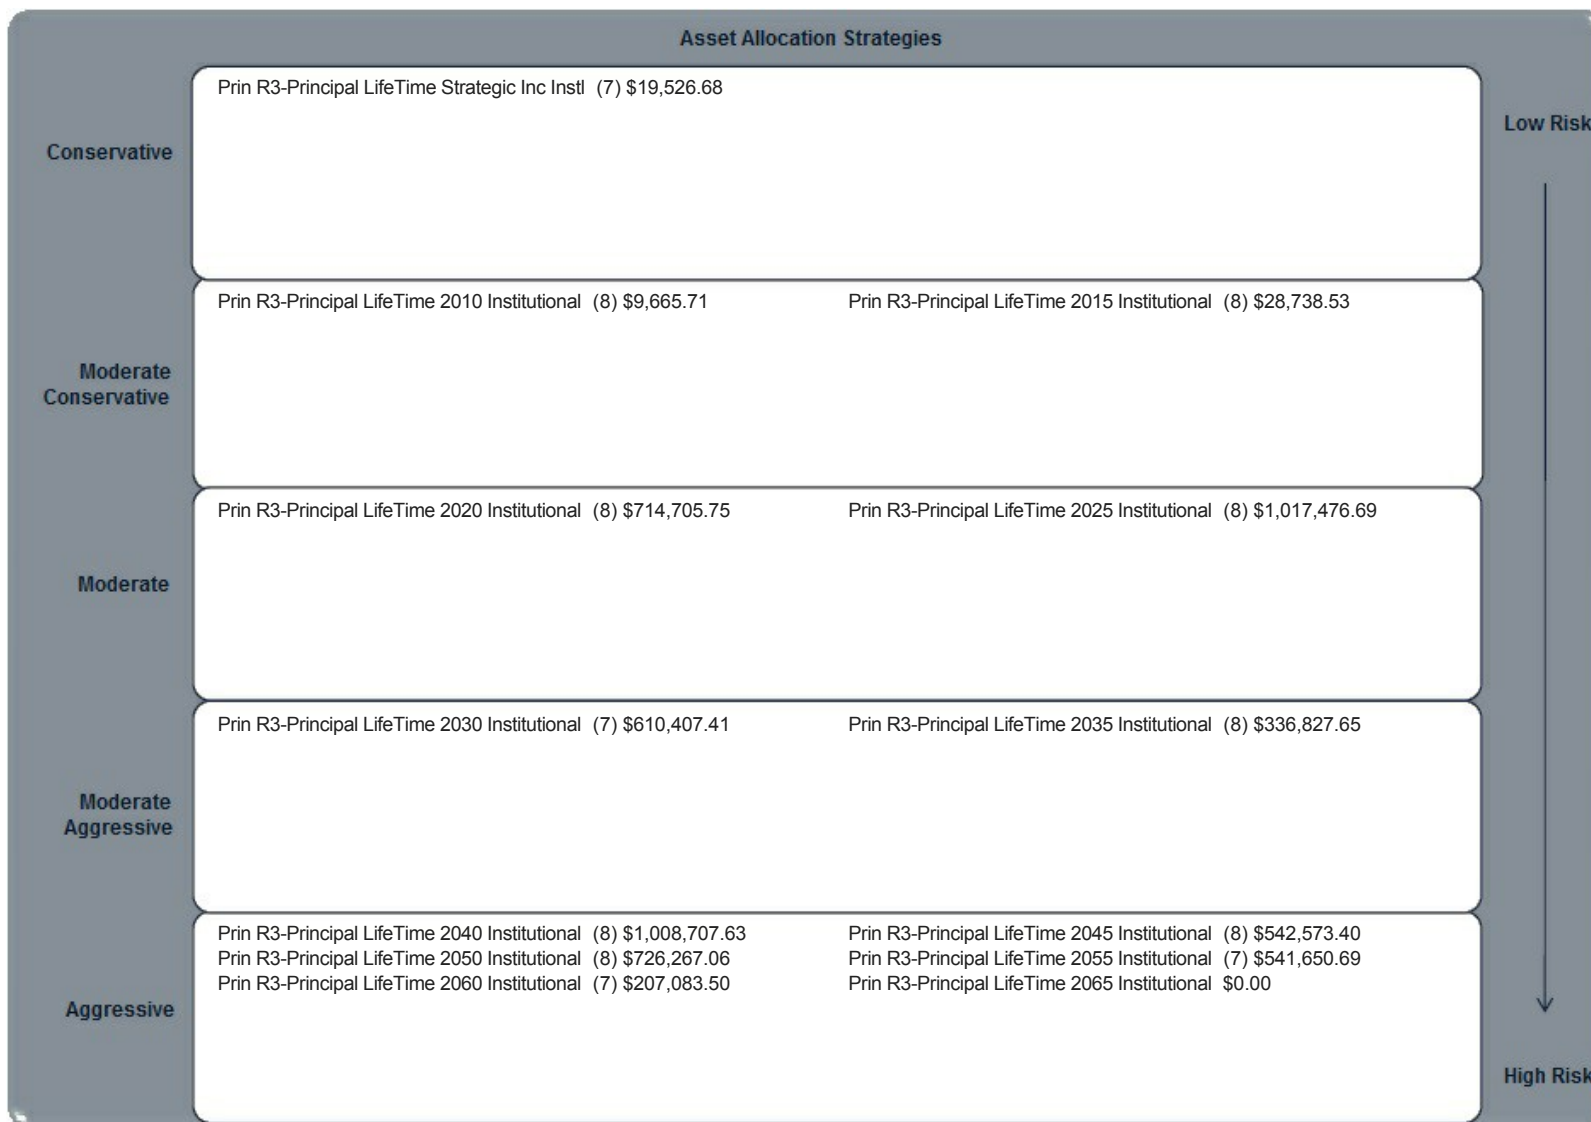 Asset Allocation Strategies
Conservative
Prin R3-Principal LifeTime Strategic Inc Instl (7) $19,526.68
Low Risk
Moderate
Conservative
Prin R3-Principal LifeTime 2010 Institutional (8) $9,665.71
Prin R3-Principal LifeTime 2015 Institutional (8) $28,738.53
Moderate
Prin R3-Principal LifeTime 2020 Institutional (8) $714,705.75
Prin R3-Principal LifeTime 2025 Institutional (8) $1,017,476.69
Moderate
Aggressive
Prin R3-Principal LifeTime 2030 Institutional (7) $610,407.41
Prin R3-Principal LifeTime 2035 Institutional (8) $336,827.65
Aggressive
Prin R3-Principal LifeTime 2040 Institutional (8) $1,008,707.63
Prin R3-Principal LifeTime 2045 Institutional (8) $542,573.40
Prin R3-Principal LifeTime 2050 Institutional (8) $726,267.06
Prin R3-Principal LifeTime 2055 Institutional (7) $541,650.69
Prin R3-Principal LifeTime 2060 Institutional (7) $207,083.50
Prin R3-Principal LifeTime 2065 Institutional $0.00
High Risk